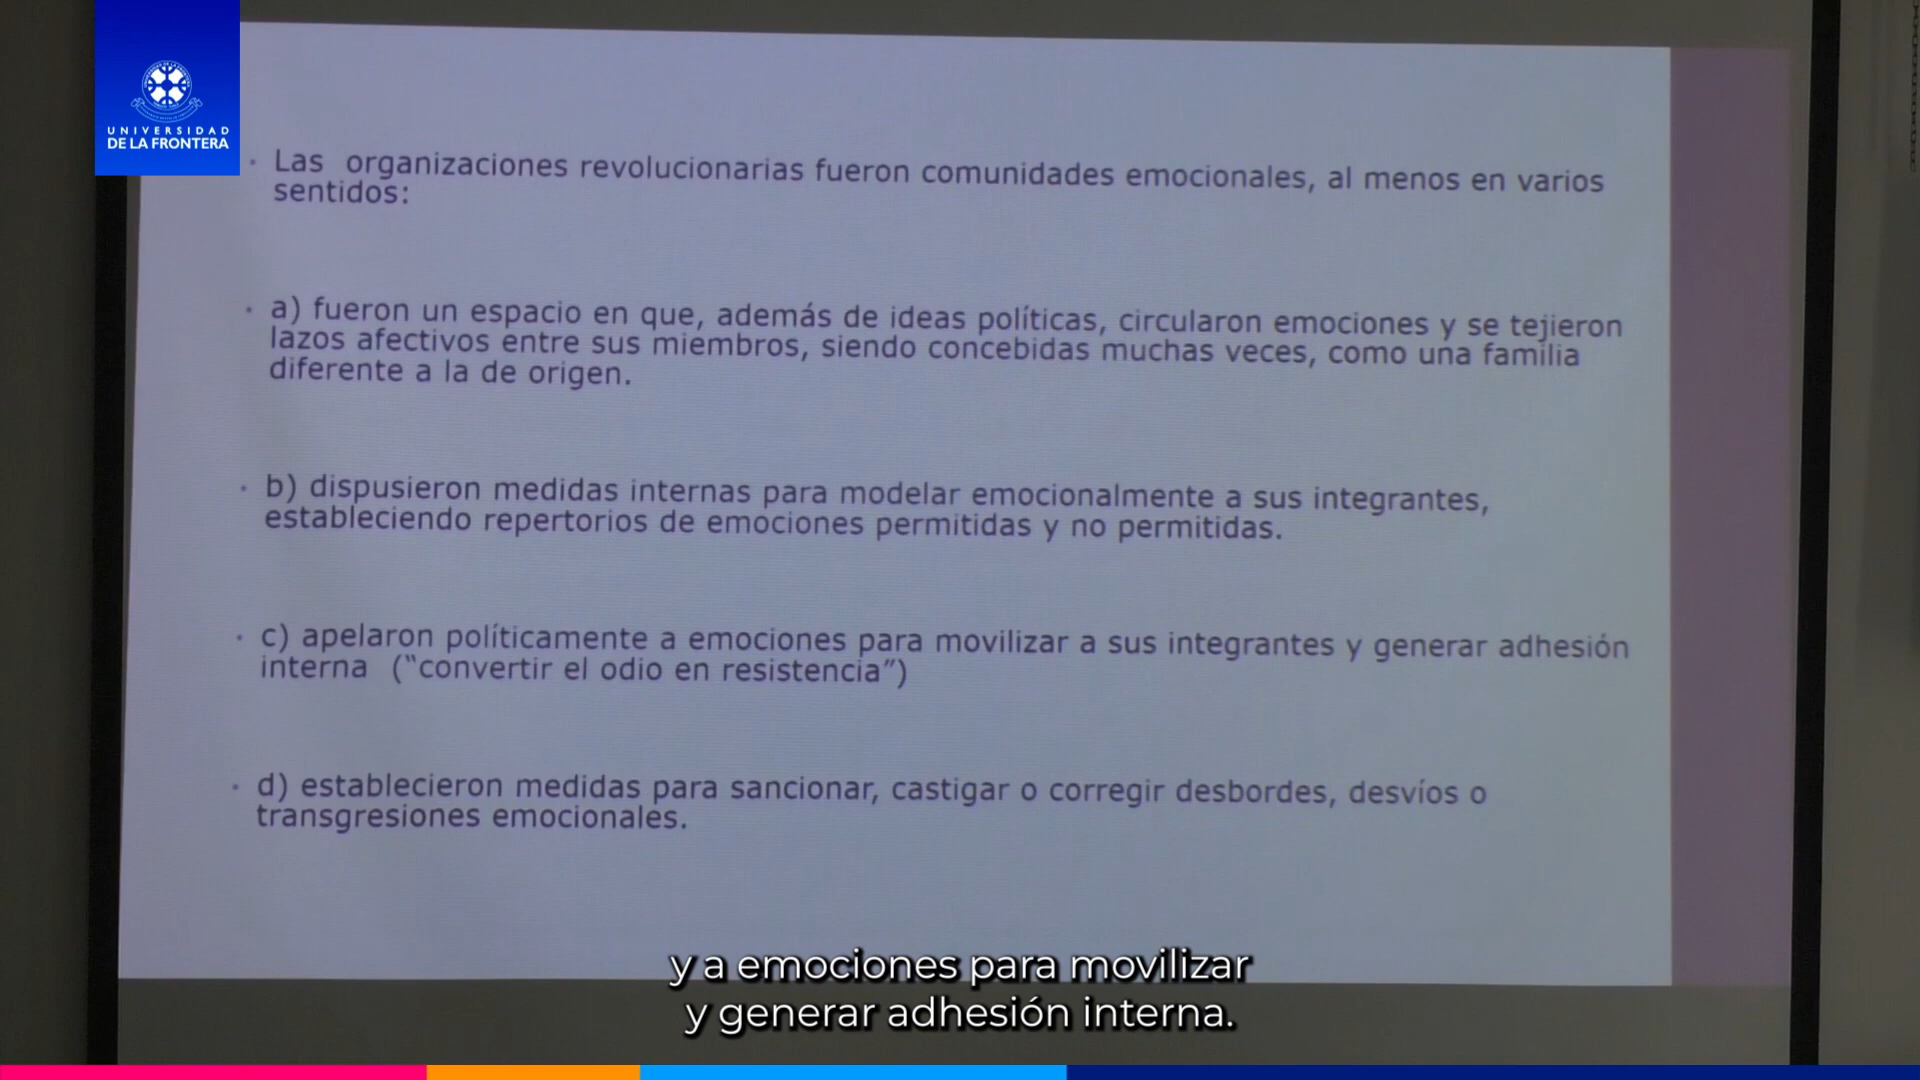 UNIVERSIDAD
DE LA FRONTERA
· Las organizaciones revolucionarias fueron comunidades emocionales, al menos en varios
sentidos:
· a) fueron un espacio en que, además de ideas políticas, circularon emociones y se tejieron
lazos afectivos entre sus miembros, siendo concebidas muchas veces, como una familia
diferente a la de origen.
· b) dispusieron medidas internas para modelar emocionalmente a sus integrantes,
estableciendo repertorios de emociones permitidas y no permitidas.
· c) apelaron políticamente a emociones para movilizar a sus integrantes y generar adhesión
interna ("convertir el odio en resistencia")
· d) establecieron medidas para sancionar, castigar o corregir desbordes, desvíos o
transgresiones emocionales.
y a emociones para movilizar
y generar adhesión interna.